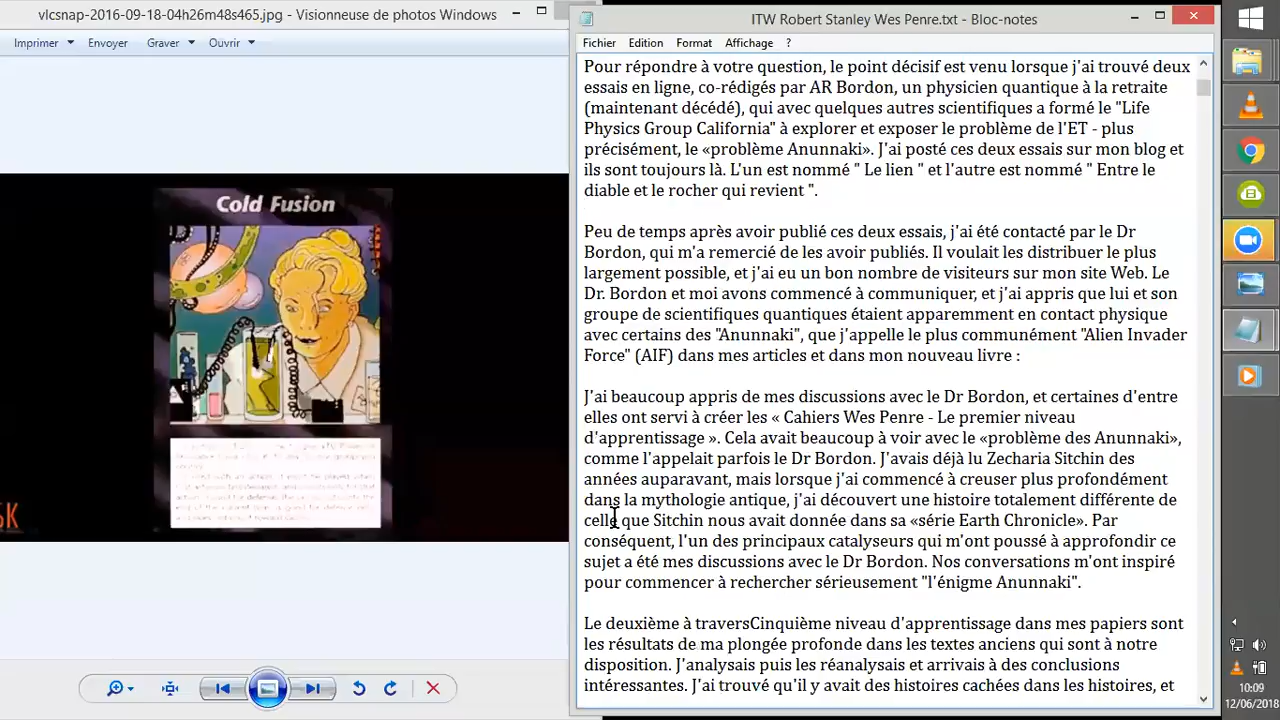 vlcsnap-2016-09-18-04h26m48s465.jpg - Visionneuse de photos Windows
Imprimer
Envoyer
Graver
Ouvrir
Cold Fusion
SK
ITW Robert Stanley Wes Penre.txt - Bloc-notes
Fichier
Edition
Format
Affichage
?
Pour répondre à votre question, le point décisif est venu lorsque j'ai trouvé deux
essais en ligne, co-rédigés par AR Bordon, un physicien quantique à la retraite
(maintenant décédé), qui avec quelques autres scientifiques a formé le "Life
Physics Group California" à explorer et exposer le problème de l'ET - plus
précisément, le «problème Anunnaki». J'ai posté ces deux essais sur mon blog et
ils sont toujours là. L'un est nommé " Le lien " et l'autre est nommé " Entre le
diable et le rocher qui revient ".
Peu de temps après avoir publié ces deux essais, j'ai été contacté par le Dr
Bordon, qui m'a remercié de les avoir publiés. Il voulait les distribuer le plus
largement possible, et j'ai eu un bon nombre de visiteurs sur mon site Web. Le
Dr. Bordon et moi avons commencé à communiquer, et j'ai appris que lui et son
groupe de scientifiques quantiques étaient apparemment en contact physique
avec certains des "Anunnaki", que j'appelle le plus communément "Alien Invader
Force" (AIF) dans mes articles et dans mon nouveau livre :
J'ai beaucoup appris de mes discussions avec le Dr Bordon, et certaines d'entre
elles ont servi à créer les « Cahiers Wes Penre - Le premier niveau
d'apprentissage ». Cela avait beaucoup à voir avec le «problème des Anunnaki»,
comme l'appelait parfois le Dr Bordon. J'avais déjà lu Zecharia Sitchin des
années auparavant, mais lorsque j'ai commencé à creuser plus profondément
dans la mythologie antique, j'ai découvert une histoire totalement différente de
celle que Sitchin nous avait donnée dans sa «série Earth Chronicle». Par
conséquent, l'un des principaux catalyseurs qui m'ont poussé à approfondir ce
sujet a été mes discussions avec le Dr Bordon. Nos conversations m'ont inspiré
pour commencer à rechercher sérieusement "l'énigme Anunnaki".
Le deuxième à traversCinquième niveau d'apprentissage dans mes papiers sont
les résultats de ma plongée profonde dans les textes anciens qui sont à notre
disposition. J'analysais puis les réanalysais et arrivais à des conclusions
intéressantes. J'ai trouvé qu'il y avait des histoires cachées dans les histoires, et
10:09
12/06/2018